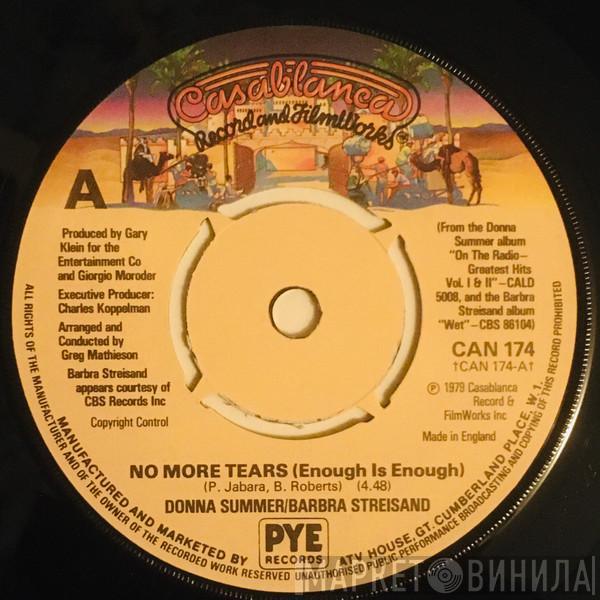 Casablanca
Record and FilmWorks
A
Produced by Gary
Klein for the
Entertainment Co
and Giorgio Moroder
Executive Producer:
Charles Koppelman
Arranged and
Conducted by
Greg Mathieson
Barbra Streisand
appears courtesy of
CBS Records Inc
Copyright Control
(From the Donna
Summer album
"On The Radio–
Greatest Hits
Vol. I & II"–CALD
5008, and the Barbra
Streisand album
"Wet"–CBS 86104)
CAN 174
†CAN 174-A†
℗ 1979 Casablanca
Record &
FilmWorks Inc
Made in England
NO MORE TEARS (Enough Is Enough)
(P. Jabara, B. Roberts) (4.48)
DONNA SUMMER/BARBRA STREISAND
PYE
RECORDS
MANUFACTURED AND MARKETED BY
ATV HOUSE, GT. CUMBERLAND PLACE, W.1.
ALL RIGHTS OF THE MANUFACTURER AND OF THE OWNER OF THE RECORDED WORK RESERVED UNAUTHORISED PUBLIC PERFORMANCE BROADCASTING AND COPYING OF THIS RECORD PROHIBITED
МАРКЕТ ВИНИЛА